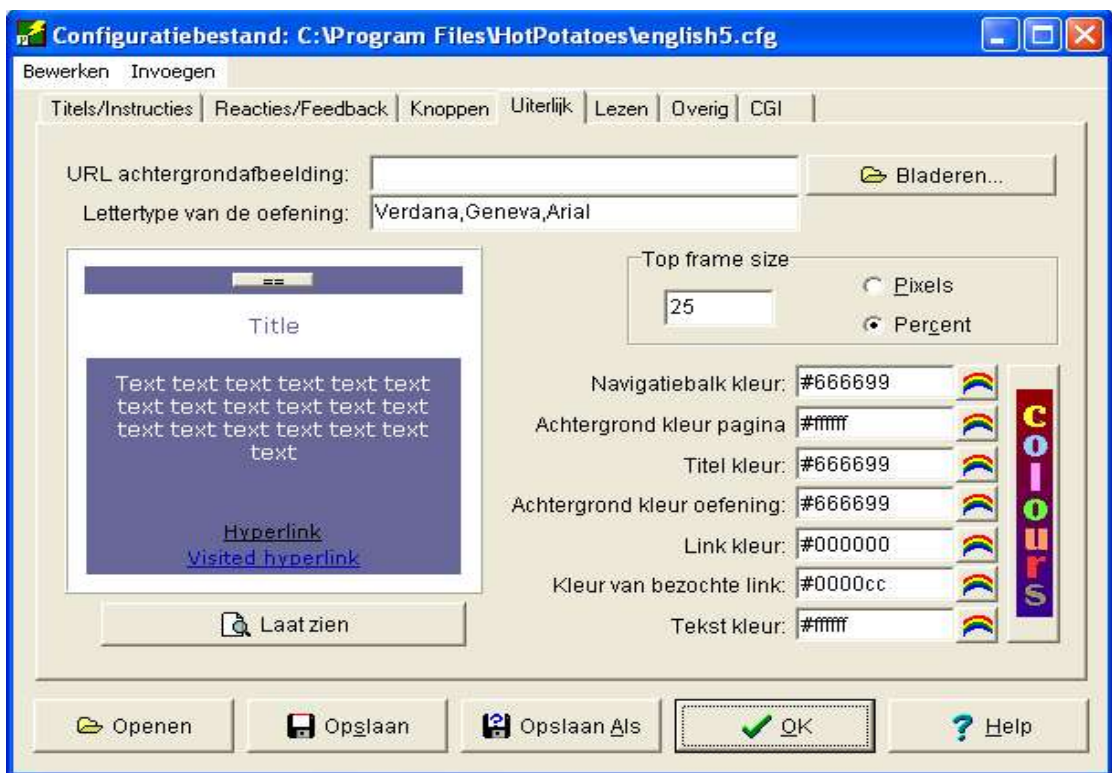 Configuratiebestand: C:\Program Files\HotPotatoes\english5.cfg
Bewerken Invoegen
Titels/Instructies Reacties/Feedback Knoppen Uiterlijk Lezen Overig CGI
URL achtergrondafbeelding: Bladeren...
Lettertype van de oefening: Verdana,Geneva,Arial
==
Title
Text text text text text text text
text text text text text text text
text text text text text text text
text
Hyperlink
Visited hyperlink
Laat zien
Top frame size
25
Pixels
Percent
Navigatiebalk kleur: #666699
Achtergrond kleur pagina #ffffff
Titel kleur: #666699
Achtergrond kleur oefening: #666699
Link kleur: #000000
Kleur van bezochte link: #0000cc
Tekst kleur: #ffffff
colours
Openen Opslaan Opslaan Als OK Help